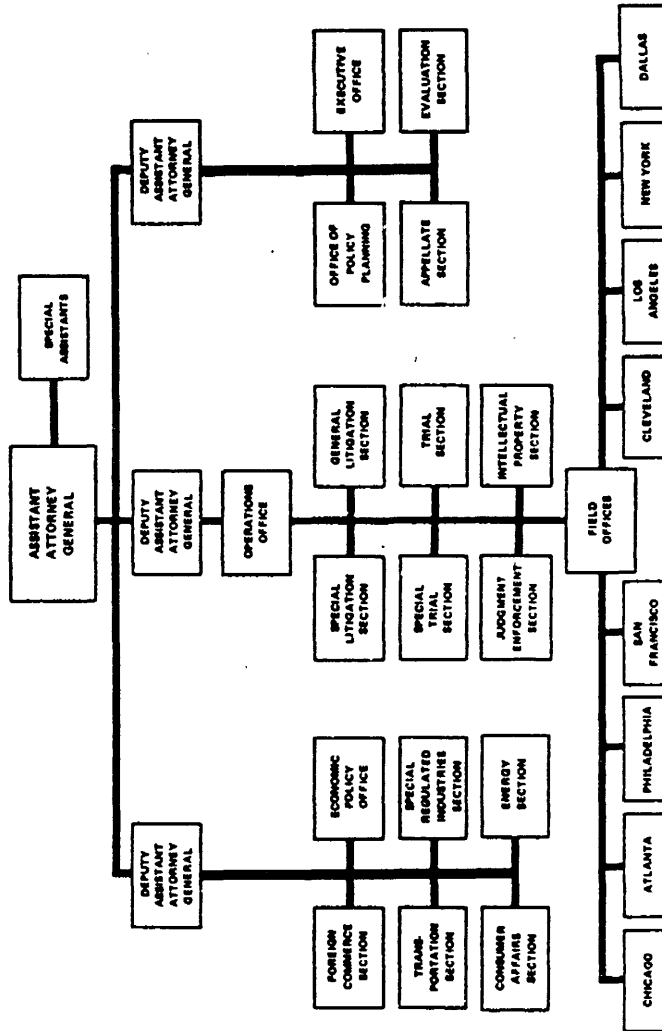 ASSISTANT
ATTORNEY
GENERAL
SPECIAL
ASSISTANTS
DEPUTY
ASSISTANT
ATTORNEY
GENERAL
DEPUTY
ASSISTANT
ATTORNEY
GENERAL
DEPUTY
ASSISTANT
ATTORNEY
GENERAL
OPERATIONS
OFFICE
FOREIGN
COMMERCE
SECTION
ECONOMIC
POLICY
OFFICE
SPECIAL
LITIGATION
SECTION
GENERAL
LITIGATION
SECTION
OFFICE OF
POLICY
PLANNING
EXECUTIVE
OFFICE
TRANS-
PORTATION
SECTION
SPECIAL
REGULATED
INDUSTRIES
SECTION
SPECIAL
TRIAL
SECTION
TRIAL
SECTION
APPELLATE
SECTION
EVALUATION
SECTION
CONSUMER
AFFAIRS
SECTION
ENERGY
SECTION
JUDGMENT
ENFORCEMENT
SECTION
INTELLECTUAL
PROPERTY
SECTION
FIELD
OFFICES
CHICAGO
ATLANTA
PHILADELPHIA
SAN
FRANCISCO
CLEVELAND
LOS
ANGELES
NEW YORK
DALLAS